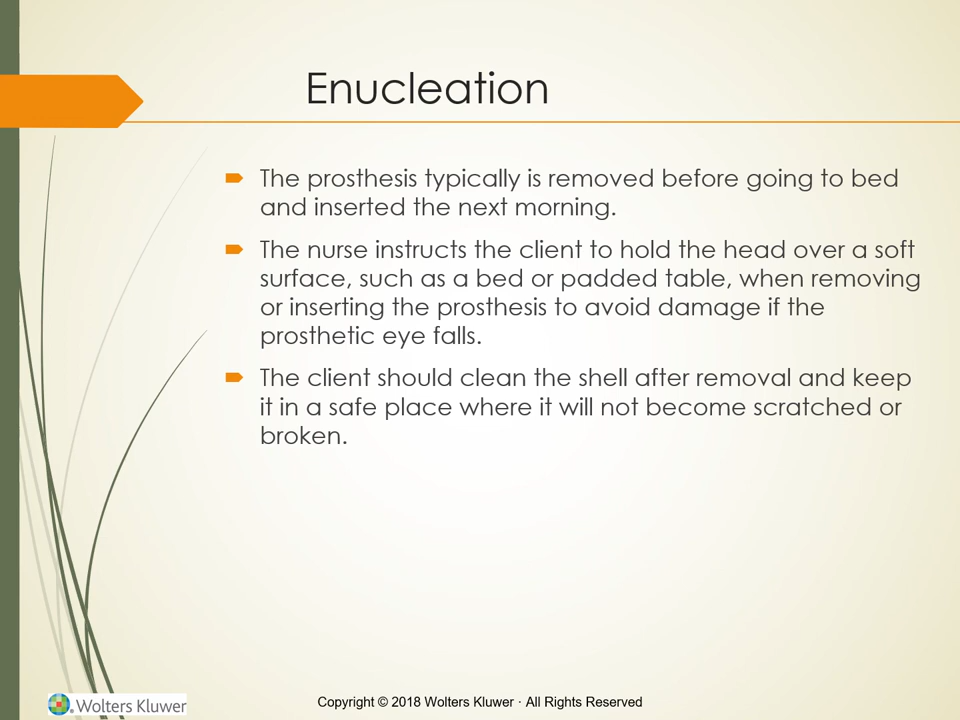 Enucleation
The prosthesis typically is removed before going to bed
and inserted the next morning.
The nurse instructs the client to hold the head over a soft
surface, such as a bed or padded table, when removing
or inserting the prosthesis to avoid damage if the
prosthetic eye falls.
The client should clean the shell after removal and keep
it in a safe place where it will not become scratched or
broken.
Wolters Kluwer
Copyright © 2018 Wolters Kluwer · All Rights Reserved